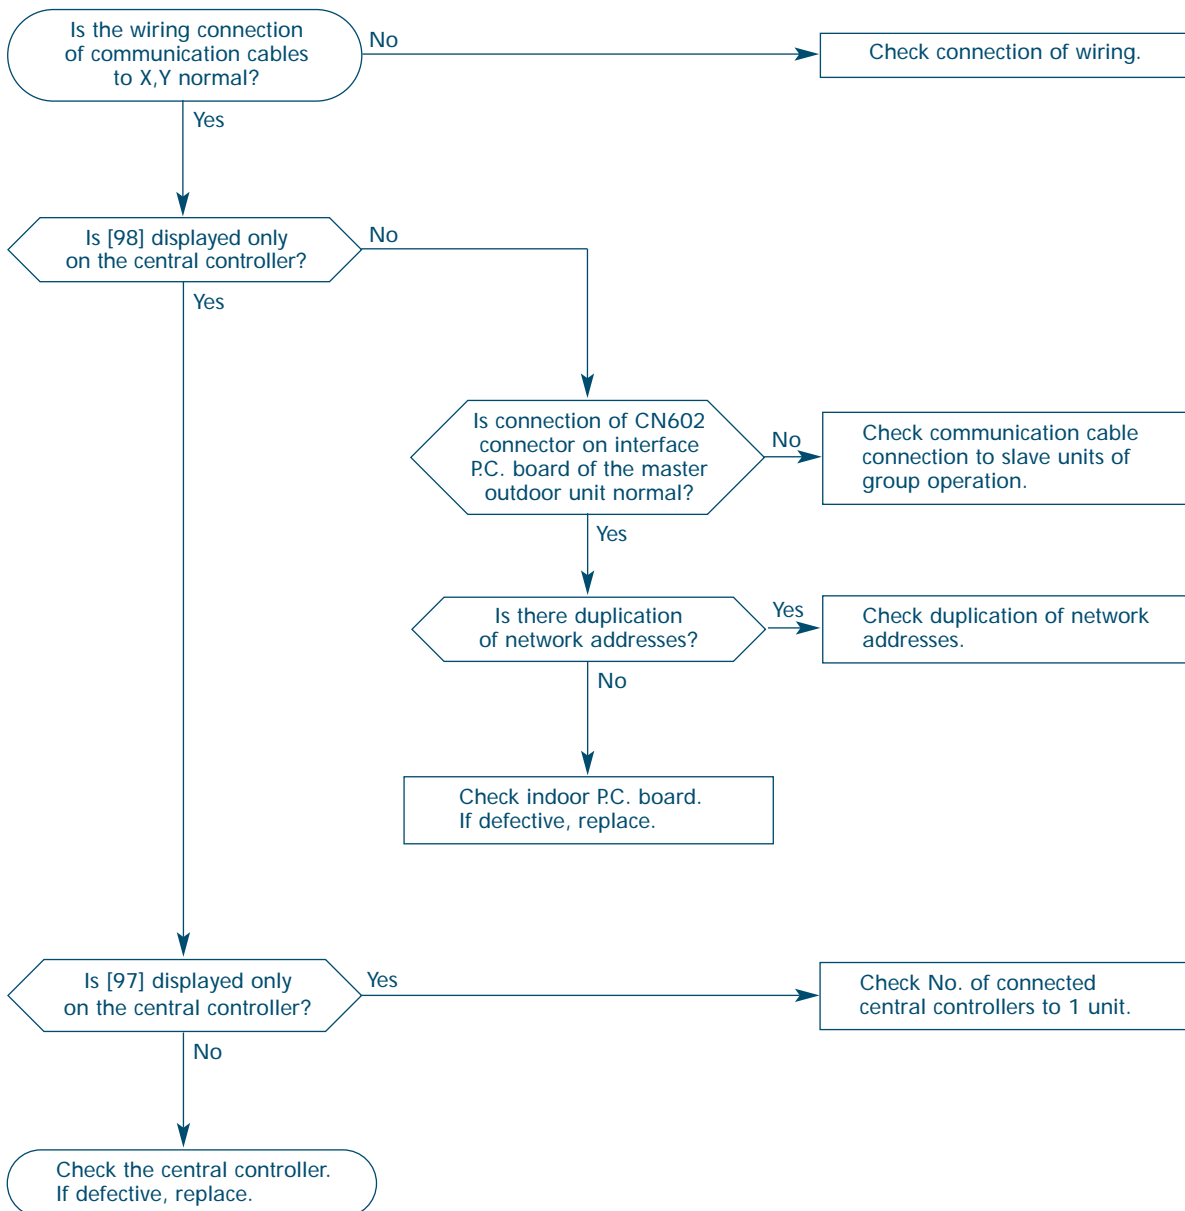 Is the wiring connection
of communication cables
to X,Y normal?
No
Check connection of wiring.
Yes
Is [98] displayed only
on the central controller?
No
Yes
Is connection of CN602
connector on interface
P.C. board of the master
outdoor unit normal?
No
Check communication cable
connection to slave units of
group operation.
Yes
Is there duplication
of network addresses?
Yes
Check duplication of network
addresses.
No
Check indoor P.C. board.
If defective, replace.
Is [97] displayed only
on the central controller?
Yes
Check No. of connected
central controllers to 1 unit.
No
Check the central controller.
If defective, replace.